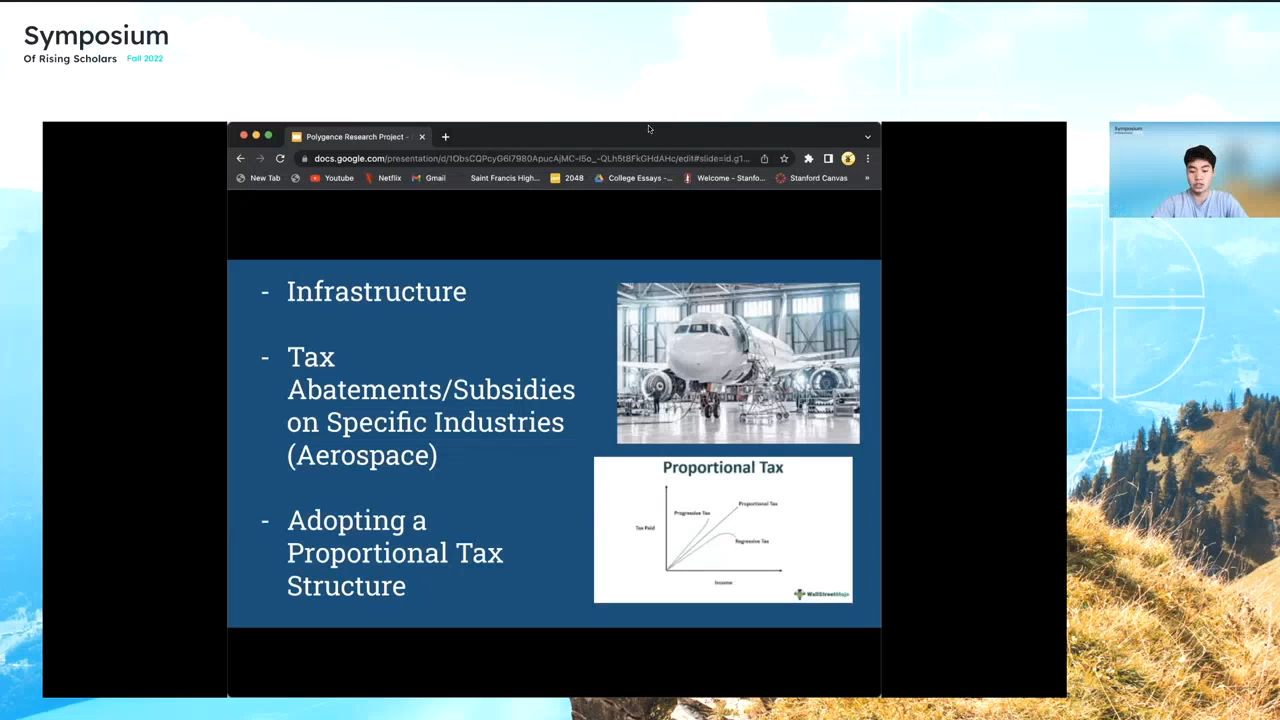 Symposium
Of Rising Scholars Fall 2022
Polygence Research Project -
docs.google.com/presentation/d/1ObsCQPcyG6I7980ApucAjMC-I5o_-QLh5t8FkGHdAHc/edit#slide=id.g1...
New Tab
Youtube
Netflix
Gmail
Saint Francis High...
2048
College Essays -...
Welcome - Stanfo...
Stanford Canvas
»
- Infrastructure
- Tax
Abatements/Subsidies
on Specific Industries
(Aerospace)
- Adopting a
Proportional Tax
Structure
Proportional Tax
Proportional Tax
Progressive Tax
Tax Paid
Regressive Tax
Income
WallStreetMojo
Symposium